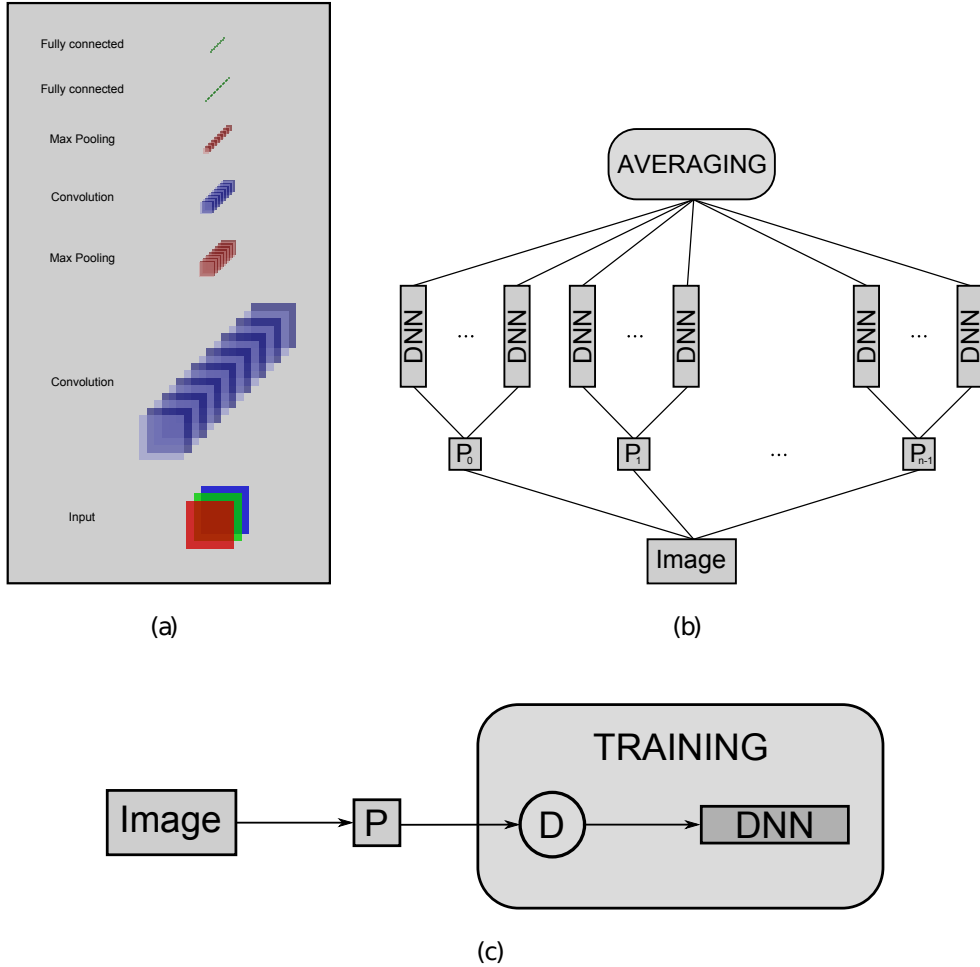 Fully connected
Fully connected
Max Pooling
Convolution
Max Pooling
Convolution
Input
(a)
AVERAGING
DNN ... DNN DNN ... DNN DNN ... DNN
P0 P1 ... Pn-1
Image
(b)
TRAINING
Image P D DNN
(c)